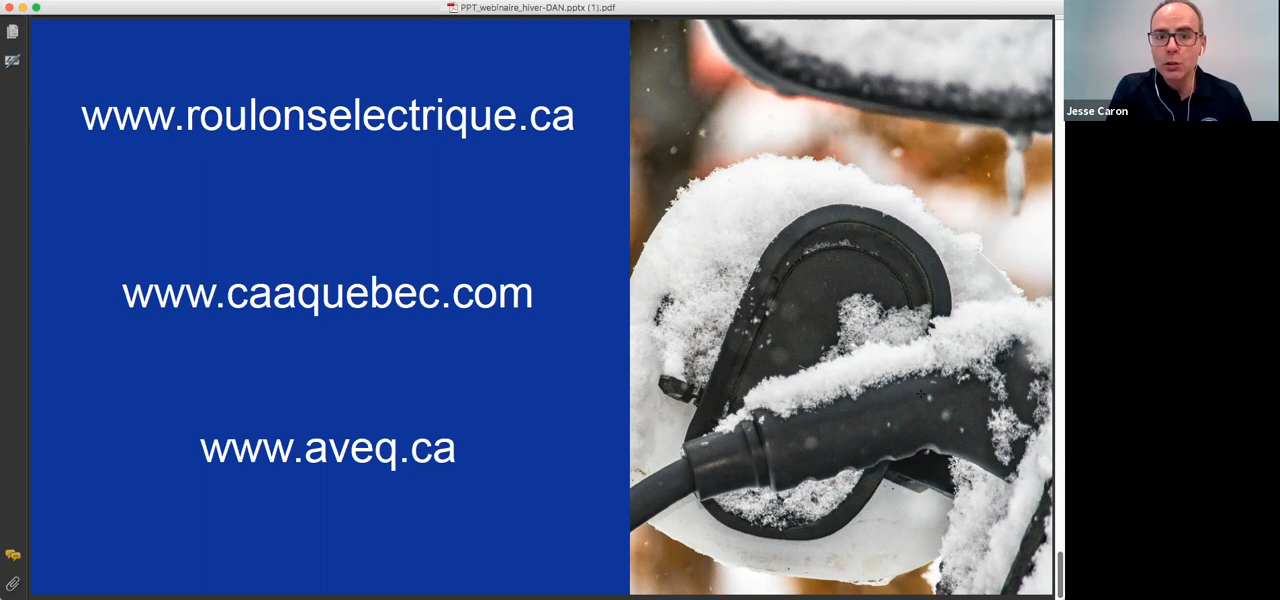 PPT_webinaire_hiver-DAN.pptx (1).pdf
www.roulonselectrique.ca
www.caaquebec.com
www.aveq.ca
Jesse Caron